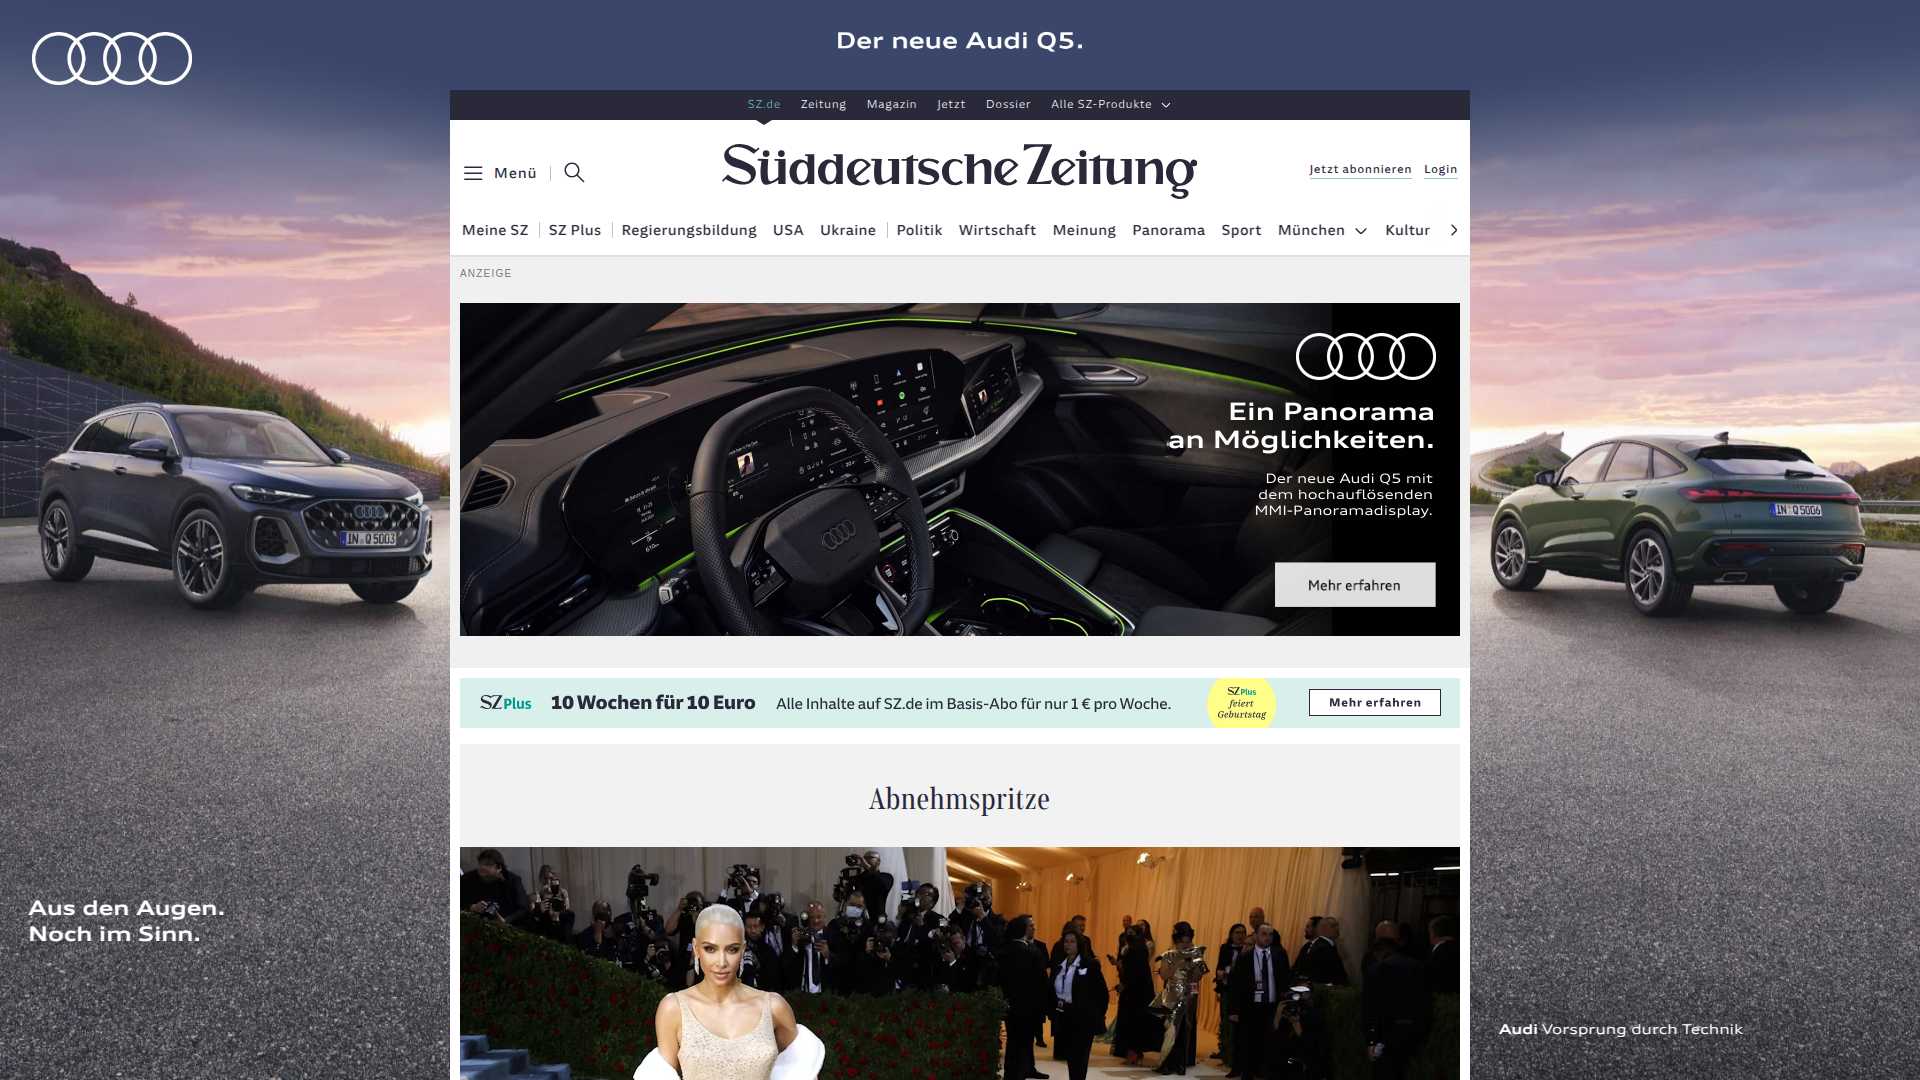 Der neue Audi Q5.
SZ.de Zeitung Magazin Jetzt Dossier Alle SZ-Produkte
Menü
Süddeutsche Zeitung
Jetzt abonnieren Login
Meine SZ SZ Plus Regierungsbildung USA Ukraine Politik Wirtschaft Meinung Panorama Sport München Kultur
ANZEIGE
Ein Panorama
an Möglichkeiten.
Der neue Audi Q5 mit
dem hochauflösenden
MMI-Panoramadisplay.
Mehr erfahren
IN Q 5003
IN Q 5006
SZ Plus 10 Wochen für 10 Euro Alle Inhalte auf SZ.de im Basis-Abo für nur 1 € pro Woche.
SZ Plus
feiert
Geburtstag
Mehr erfahren
Abnehmspritze
Aus den Augen.
Noch im Sinn.
Audi Vorsprung durch Technik